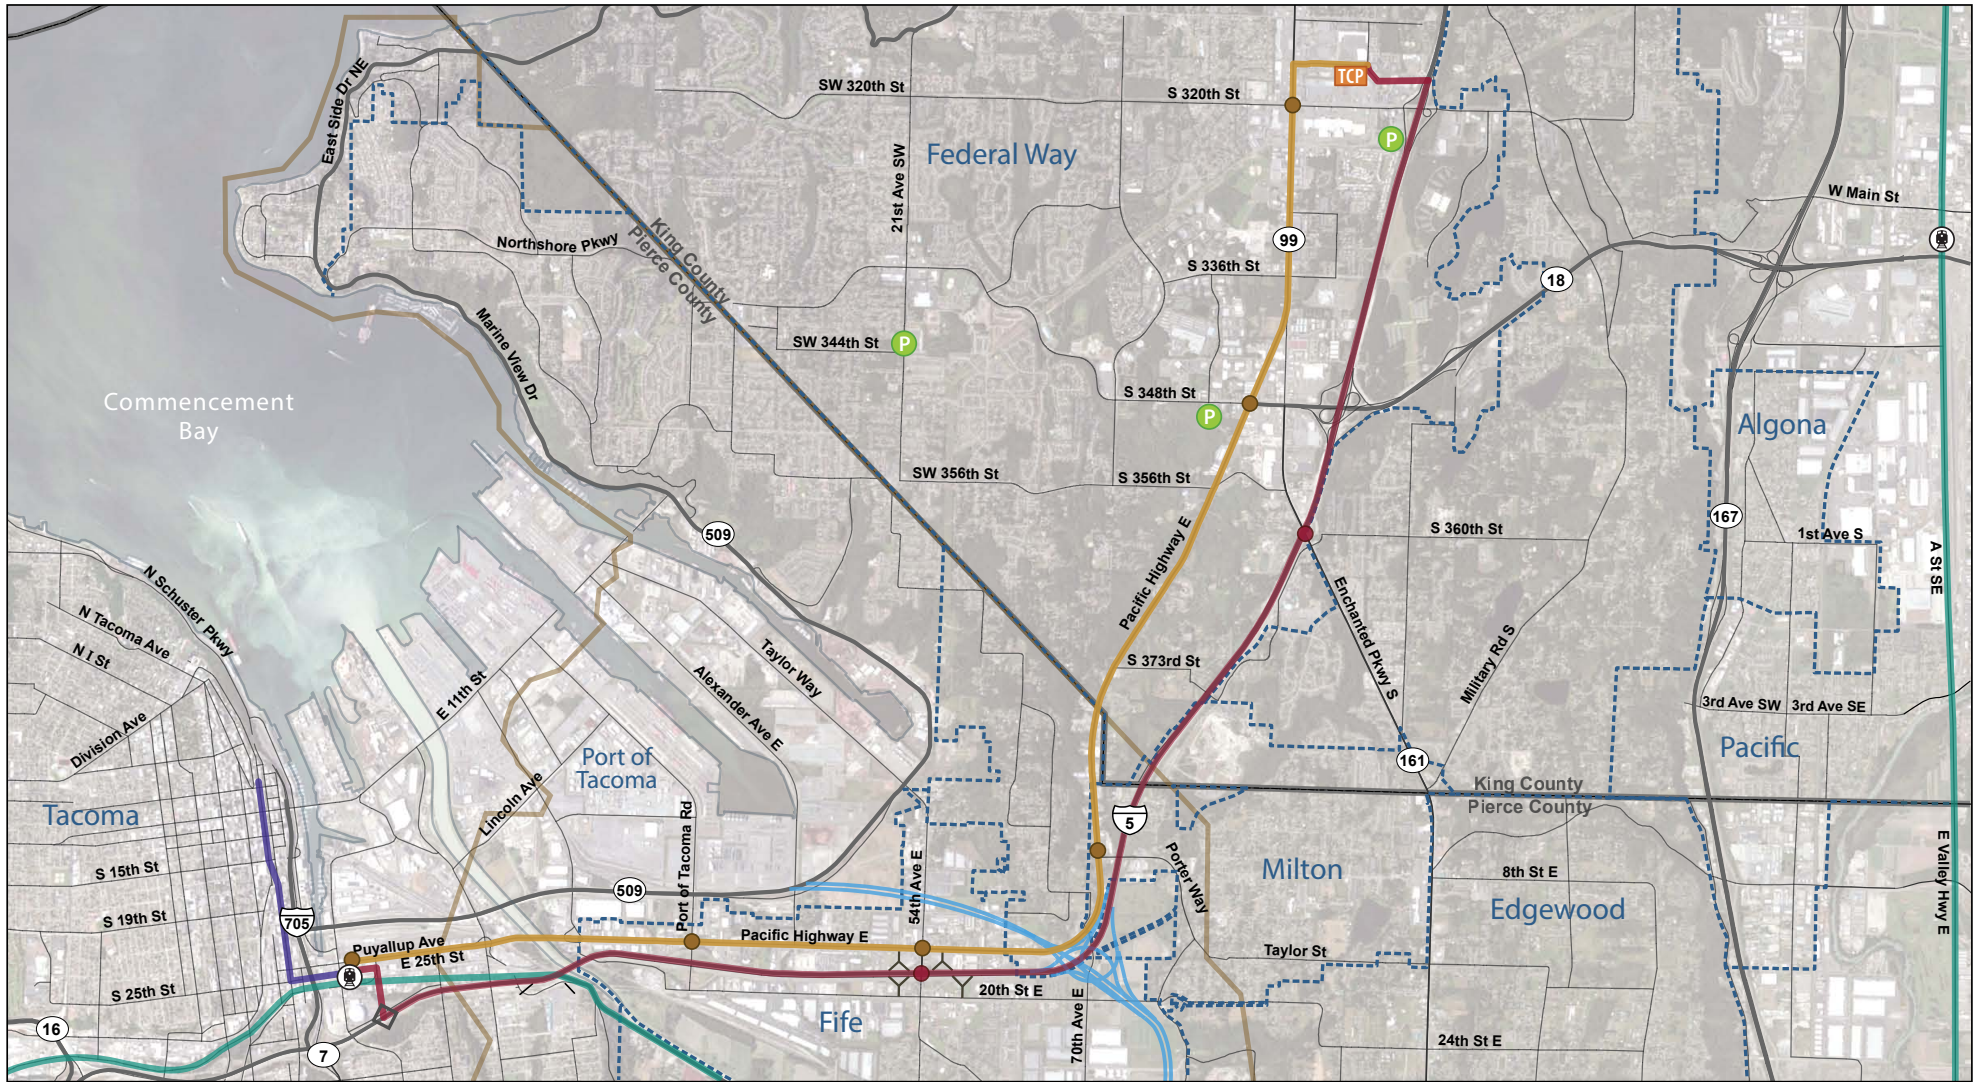 East Side Dr NE
SW 320th St
S 320th St
TCP
P
Federal Way
21st Ave SW
W Main St
Northshore Pkwy
King County
Pierce County
99
S 336th St
18
Marine View Dr
SW 344th St
P
S 348th St
P
Commencement
Bay
Algona
SW 356th St
S 356th St
509
167
S 360th St
1st Ave S
A St SE
Pacific Highway E
Enchanted Pkwy S
N Schuster Pkwy
N Tacoma Ave
N I St
Division Ave
E 11th St
Taylor Way
Alexander Ave E
S 373rd St
Military Rd S
3rd Ave SW
3rd Ave SE
Pacific
Port of
Tacoma
161
King County
Pierce County
Lincoln Ave
Port of Tacoma Rd
Tacoma
5
Porter Way
Milton
E Valley Hwy E
S 15th St
8th St E
509
54th Ave E
Edgewood
S 19th St
705
Puyallup Ave
E 25th St
Pacific Highway E
Taylor St
S 25th St
20th St E
16
Fife
70th Ave E
24th St E
7